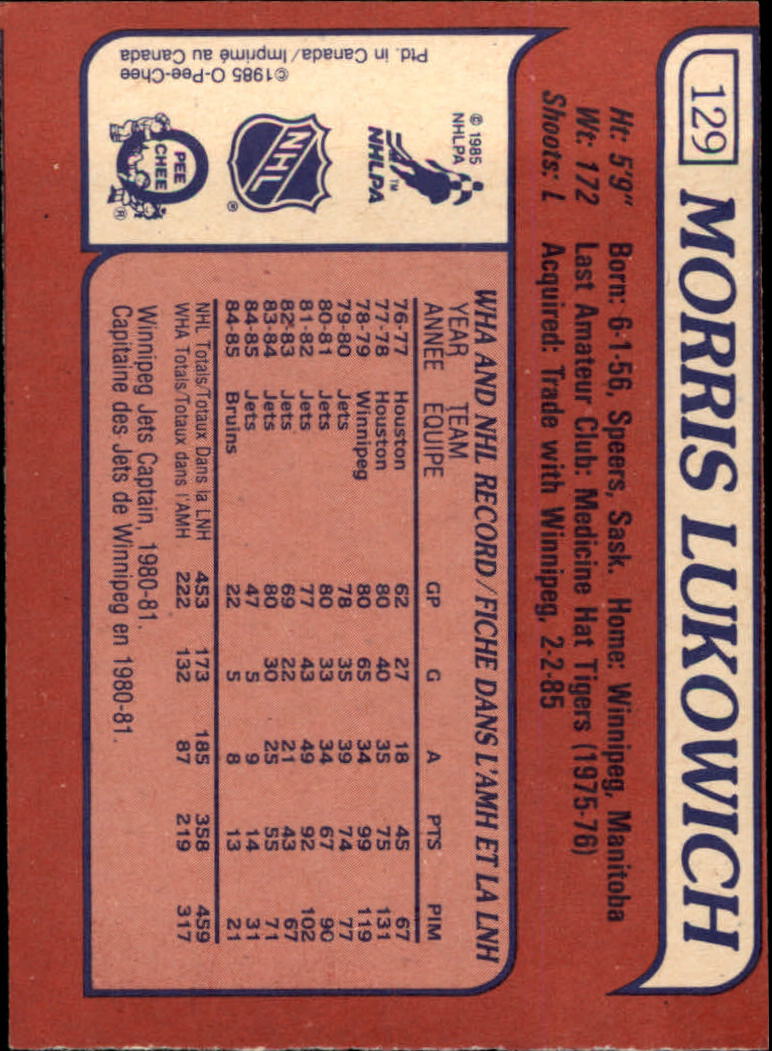 129 MORRIS LUKOWICH
Ht: 5'9" Born: 6-1-56, Speers, Sask. Home: Winnipeg, Manitoba
Wt: 172 Last Amateur Club: Medicine Hat Tigers (1975-76)
Shoots: L Acquired: Trade with Winnipeg, 2-2-85
© 1985
NHLPA
NHLPA
TM
NHL
®
PEE
CHEE
®
©1985 O-Pee-Chee
Ptd. in Canada/Imprimé au Canada
WHA AND NHL RECORD/FICHE DANS L'AMH ET LA LNH
YEAR TEAM
ANNÉE ÉQUIPE GP G A PTS PIM
76-77 Houston 62 27 18 45 67
77-78 Houston 80 40 35 75 131
78-79 Winnipeg 80 65 34 99 119
79-80 Jets 78 35 39 74 77
80-81 Jets 80 33 34 67 90
81-82 Jets 77 43 49 92 102
82-83 Jets 69 22 21 43 67
83-84 Jets 80 30 25 55 71
84-85 Jets 47 5 9 14 31
84-85 Bruins 22 5 8 13 21
NHL Totals/Totaux Dans la LNH 453 173 185 358 459
WHA Totals/Totaux dans l'AMH 222 132 87 219 317
Winnipeg Jets Captain, 1980-81.
Capitaine des Jets de Winnipeg en 1980-81.